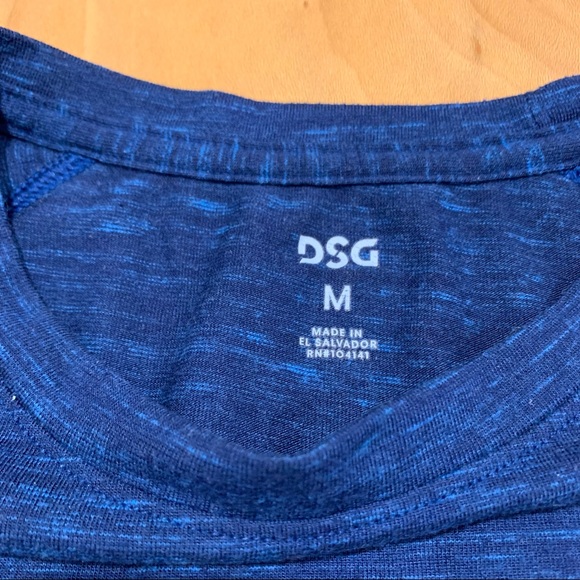 DSG
M
MADE IN
EL SALVADOR
RN#104141